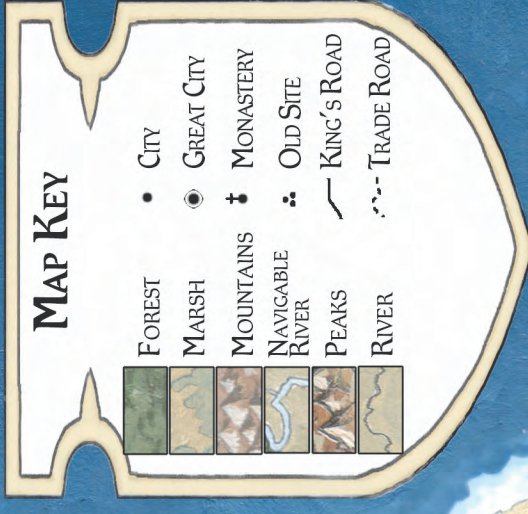 Map Key
Forest
Marsh
Mountains
Navigable
River
Peaks
River
City
Great City
Monastery
Old Site
King's Road
Trade Road